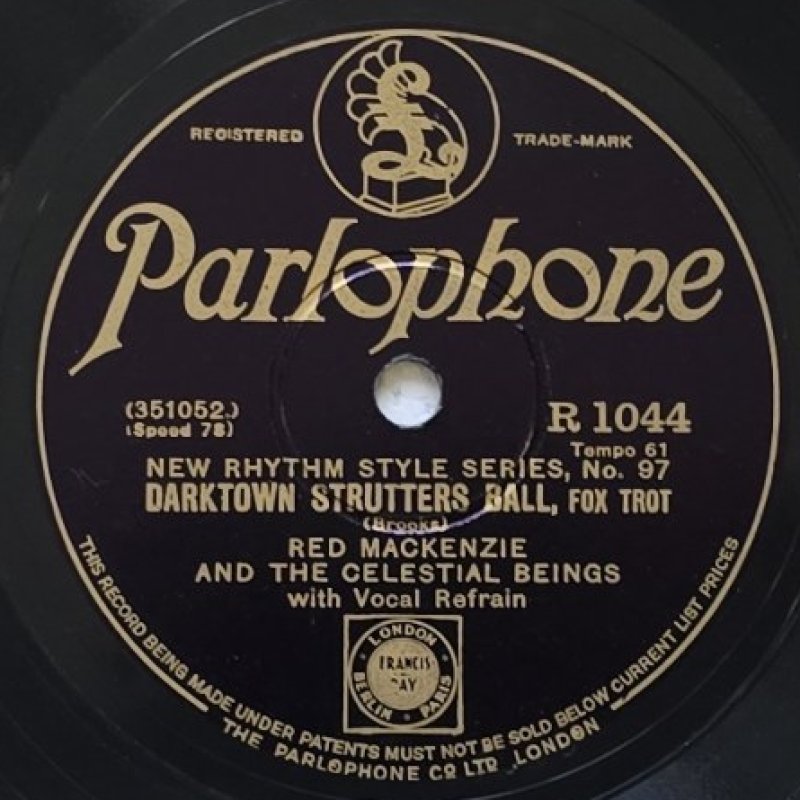 REGISTERED TRADE-MARK
Parlophone
(351052.)
(Speed 78)
R 1044
Tempo 61
NEW RHYTHM STYLE SERIES, No. 97
DARKTOWN STRUTTERS BALL, FOX TROT
(Brooks)
RED MACKENZIE
AND THE CELESTIAL BEINGS
with Vocal Refrain
LONDON
FRANCIS
DAY
BERLIN PARIS
THIS RECORD BEING MADE UNDER PATENTS MUST NOT BE SOLD BELOW CURRENT LIST PRICES
THE PARLOPHONE CO LTD LONDON